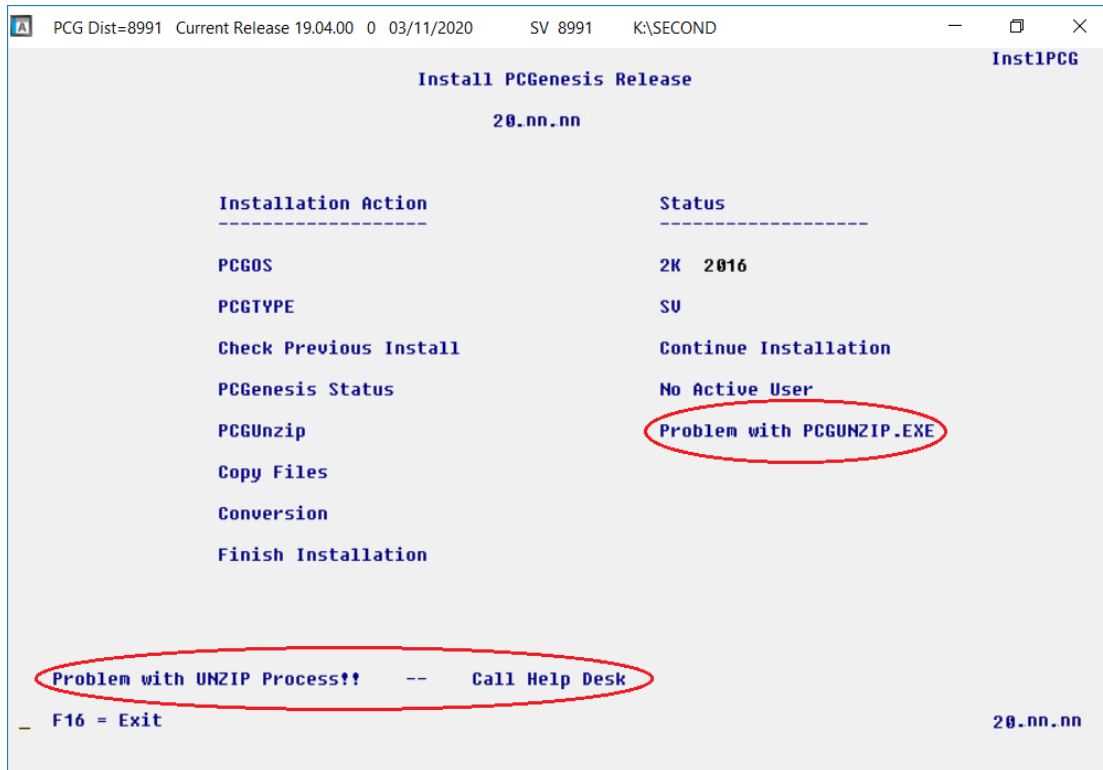 A PCG Dist=8991 Current Release 19.04.00 0 03/11/2020 SV 8991 K:\SECOND
InstlPCG
Install PCGenesis Release
20.nn.nn
Installation Action Status
------------------- -------------------
PCGOS 2K 2016
PCGTYPE SV
Check Previous Install Continue Installation
PCGenesis Status No Active User
PCGUnzip Problem with PCGUNZIP.EXE
Copy Files
Conversion
Finish Installation
Problem with UNZIP Process!! -- Call Help Desk
_ F16 = Exit 20.nn.nn